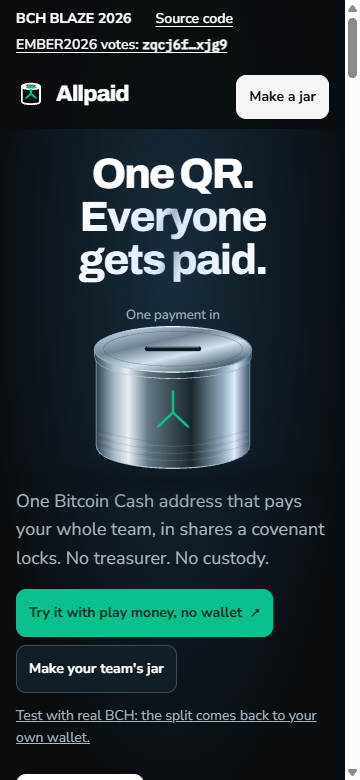 BCH BLAZE 2026 Source code
EMBER2026 votes: zqcj6f…xjg9
Allpaid
Make a jar
One QR.
Everyone
gets paid.
One payment in
One Bitcoin Cash address that pays
your whole team, in shares a covenant
locks. No treasurer. No custody.
Try it with play money, no wallet ↗
Make your team's jar
Test with real BCH: the split comes back to your
own wallet.